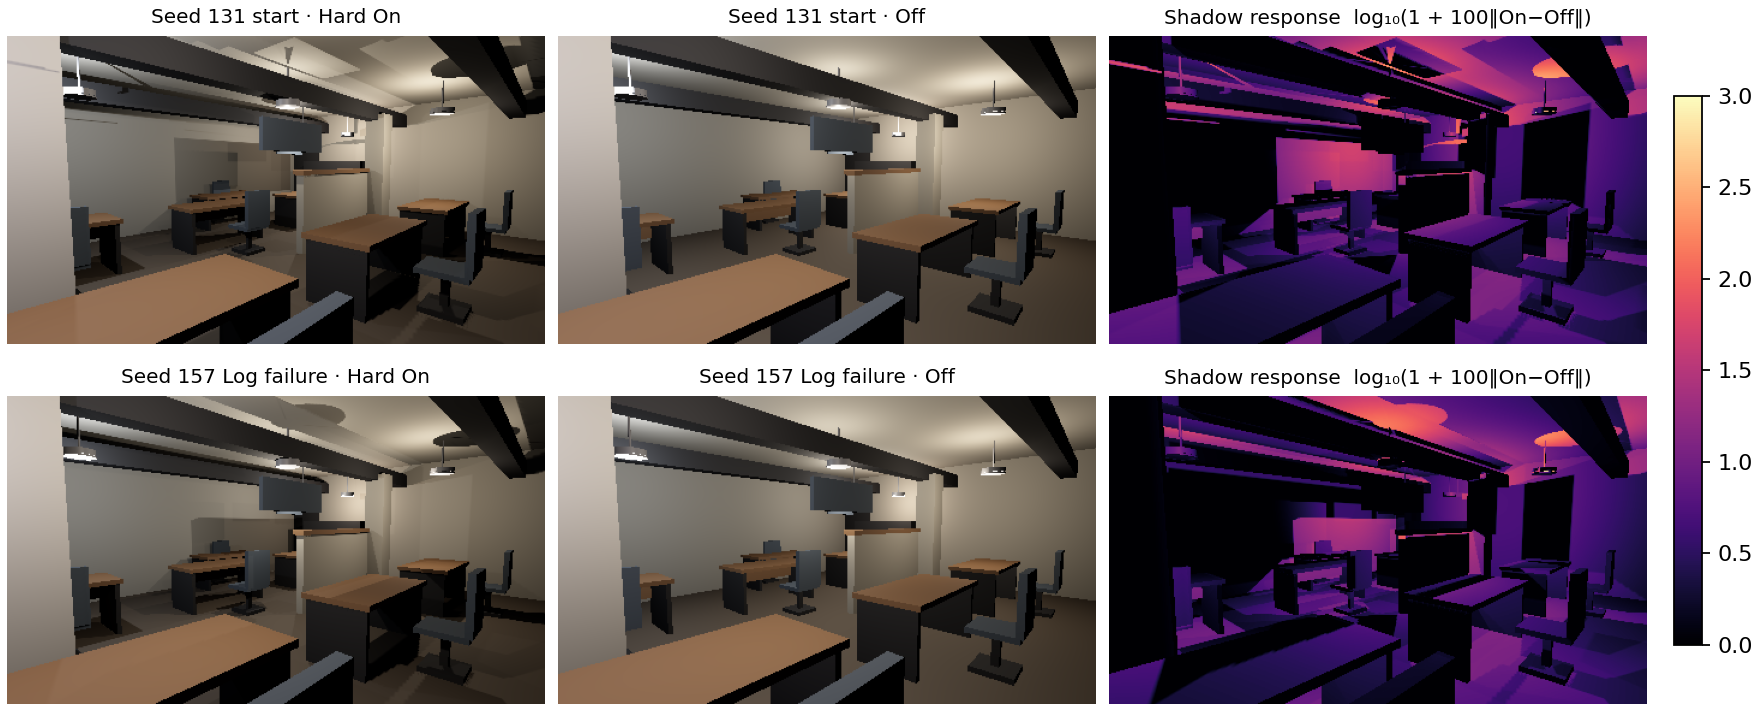 Seed 131 start · Hard On
Seed 131 start · Off
Shadow response  log₁₀(1 + 100‖On−Off‖)
Seed 157 Log failure · Hard On
Seed 157 Log failure · Off
Shadow response  log₁₀(1 + 100‖On−Off‖)
3.0
2.5
2.0
1.5
1.0
0.5
0.0